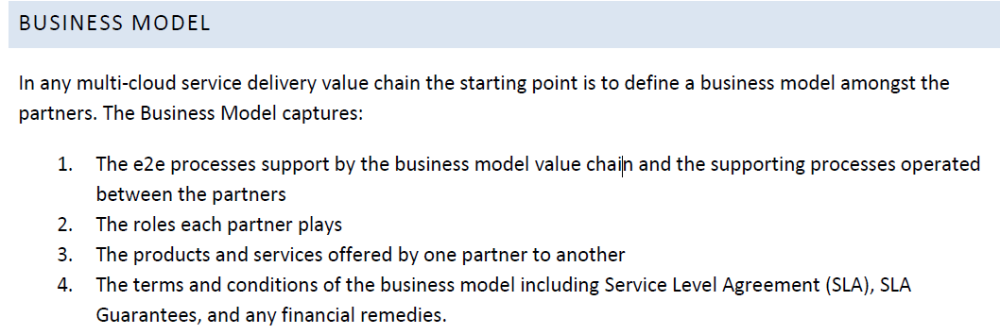 BUSINESS MODEL
In any multi-cloud service delivery value chain the starting point is to define a business model amongst the
partners. The Business Model captures:
1. The e2e processes support by the business model value chain and the supporting processes operated
between the partners
2. The roles each partner plays
3. The products and services offered by one partner to another
4. The terms and conditions of the business model including Service Level Agreement (SLA), SLA
Guarantees, and any financial remedies.